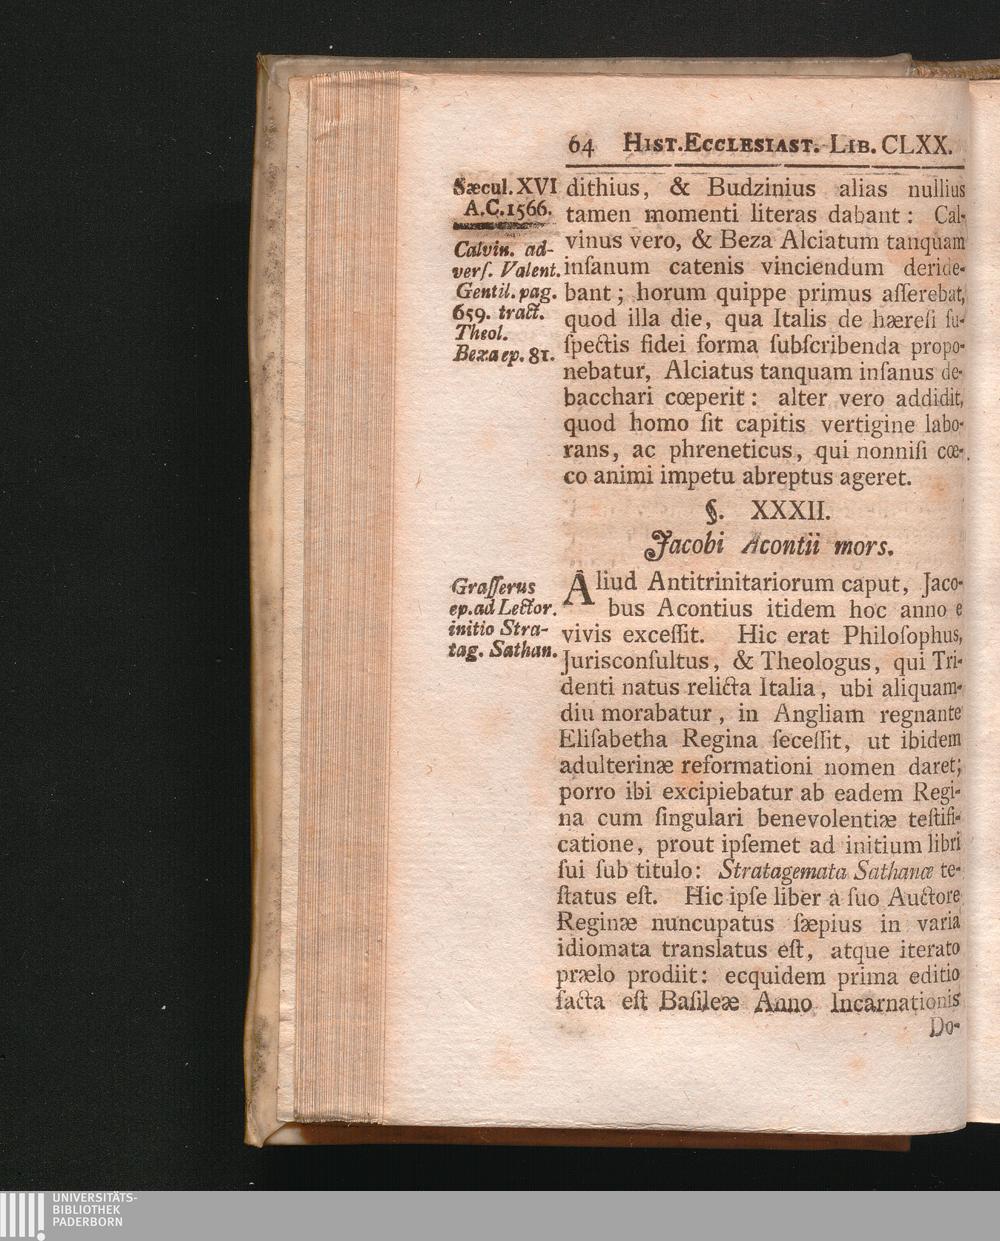 64 HIST.ECCLESIAST. LIB. CLXX.
Sæcul. XVI
A.C.1566.
Calvin. ad-
verſ. Valent.
Gentil. pag.
659. tract.
Theol.
Beza ep. 81.
dithius, & Budzinius alias nullius
tamen momenti literas dabant : Cal-
vinus vero, & Beza Alciatum tanquam
inſanum catenis vinciendum deride-
bant ; horum quippe primus aſſerebat,
quod illa die, qua Italis de hæreſi ſu-
ſpectis fidei forma ſubſcribenda propo-
nebatur, Alciatus tanquam inſanus de-
bacchari cœperit : alter vero addidit,
quod homo ſit capitis vertigine labo-
rans, ac phreneticus, qui nonniſi cœ-
co animi impetu abreptus ageret.
§. XXXII.
Jacobi Acontii mors.
Graſſerus
ep. ad Lector.
initio Stra-
tag. Sathan.
Aliud Antitrinitariorum caput, Jaco-
bus Acontius itidem hoc anno e
vivis exceſſit. Hic erat Philoſophus,
Jurisconſultus, & Theologus, qui Tri-
denti natus relicta Italia, ubi aliquam-
diu morabatur, in Angliam regnante
Eliſabetha Regina ſeceſſit, ut ibidem
adulterinæ reformationi nomen daret;
porro ibi excipiebatur ab eadem Regi-
na cum ſingulari benevolentiæ teſtifi-
catione, prout ipſemet ad initium libri
ſui ſub titulo: Stratagemata Sathanæ te-
ſtatus eſt. Hic ipſe liber a ſuo Auctore
Reginæ nuncupatus ſæpius in varia
idiomata translatus eſt, atque iterato
prælo prodiit: ecquidem prima editio
facta eſt Baſileæ Anno Incarnationis
Do-
UNIVERSITÄTS-
BIBLIOTHEK
PADERBORN